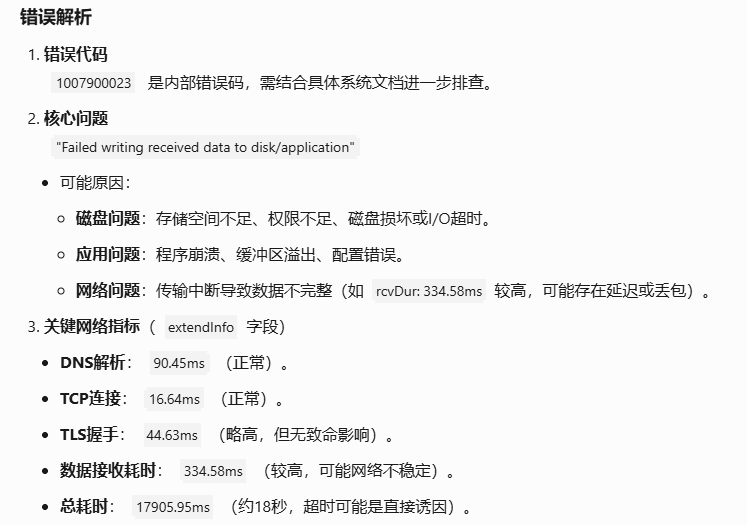 错误解析
1. 错误代码
1007900023 是内部错误码，需结合具体系统文档进一步排查。
2. 核心问题
"Failed writing received data to disk/application"
• 可能原因：
○ 磁盘问题：存储空间不足、权限不足、磁盘损坏或I/O超时。
○ 应用问题：程序崩溃、缓冲区溢出、配置错误。
○ 网络问题：传输中断导致数据不完整（如 rcvDur: 334.58ms 较高，可能存在延迟或丢包）。
3. 关键网络指标（ extendInfo 字段）
• DNS解析： 90.45ms （正常）。
• TCP连接： 16.64ms （正常）。
• TLS握手： 44.63ms （略高，但无致命影响）。
• 数据接收耗时： 334.58ms （较高，可能网络不稳定）。
• 总耗时： 17905.95ms （约18秒，超时可能是直接诱因）。